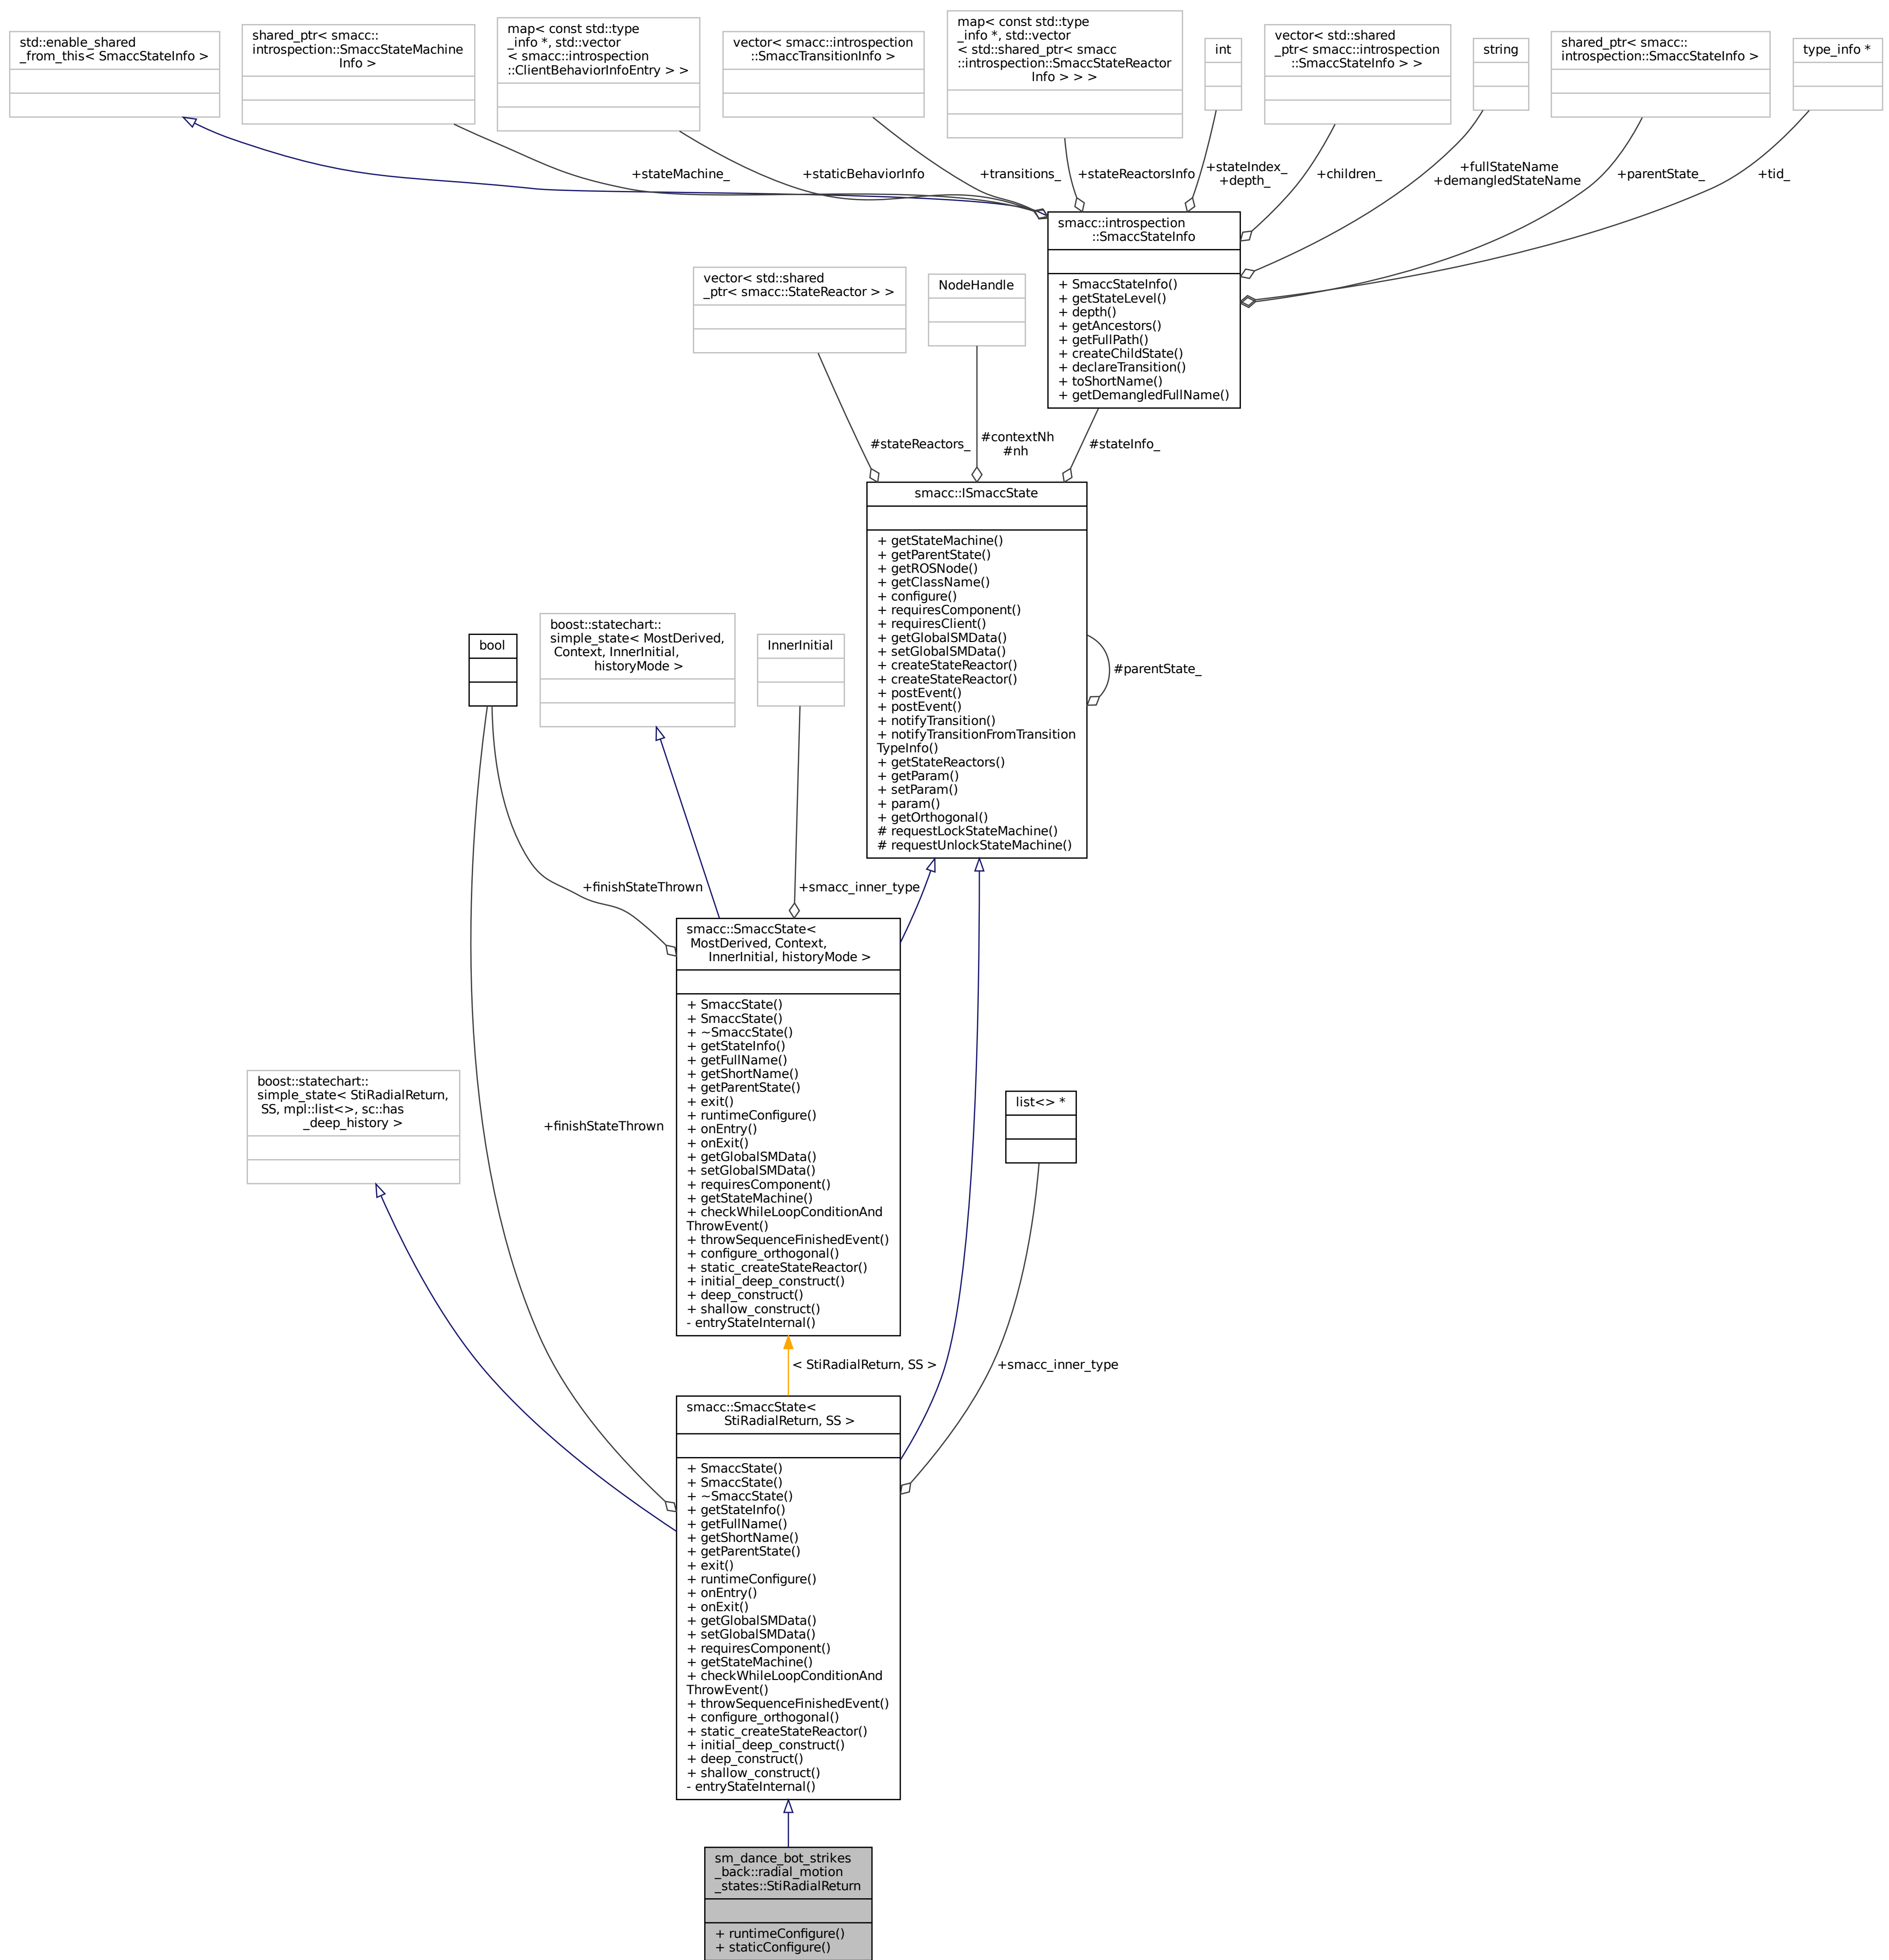 std::enable_shared
_from_this< SmaccStateInfo >
shared_ptr< smacc::
introspection::SmaccStateMachine
Info >
map< const std::type
_info *, std::vector
< smacc::introspection
::ClientBehaviorInfoEntry > >
vector< smacc::introspection
::SmaccTransitionInfo >
map< const std::type
_info *, std::vector
< std::shared_ptr< smacc
::introspection::SmaccStateReactor
Info > > >
int
vector< std::shared
_ptr< smacc::introspection
::SmaccStateInfo > >
string
shared_ptr< smacc::
introspection::SmaccStateInfo >
type_info *
+stateMachine_
+staticBehaviorInfo
+transitions_
+stateReactorsInfo
+stateIndex_
+depth_
+children_
+fullStateName
+demangledStateName
+parentState_
+tid_
smacc::introspection
::SmaccStateInfo
+ SmaccStateInfo()
+ getStateLevel()
+ depth()
+ getAncestors()
+ getFullPath()
+ createChildState()
+ declareTransition()
+ toShortName()
+ getDemangledFullName()
vector< std::shared
_ptr< smacc::StateReactor > >
NodeHandle
#stateReactors_
#contextNh
#nh
#stateInfo_
smacc::ISmaccState
+ getStateMachine()
+ getParentState()
+ getROSNode()
+ getClassName()
+ configure()
+ requiresComponent()
+ requiresClient()
+ getGlobalSMData()
+ setGlobalSMData()
+ createStateReactor()
+ createStateReactor()
+ postEvent()
+ postEvent()
+ notifyTransition()
+ notifyTransitionFromTransition
TypeInfo()
+ getStateReactors()
+ getParam()
+ setParam()
+ param()
+ getOrthogonal()
# requestLockStateMachine()
# requestUnlockStateMachine()
#parentState_
bool
boost::statechart::
simple_state< MostDerived,
Context, InnerInitial,
historyMode >
InnerInitial
+finishStateThrown
+smacc_inner_type
smacc::SmaccState<
MostDerived, Context,
InnerInitial, historyMode >
+ SmaccState()
+ SmaccState()
+ ~SmaccState()
+ getStateInfo()
+ getFullName()
+ getShortName()
+ getParentState()
+ exit()
+ runtimeConfigure()
+ onEntry()
+ onExit()
+ getGlobalSMData()
+ setGlobalSMData()
+ requiresComponent()
+ getStateMachine()
+ checkWhileLoopConditionAnd
ThrowEvent()
+ throwSequenceFinishedEvent()
+ configure_orthogonal()
+ static_createStateReactor()
+ initial_deep_construct()
+ deep_construct()
+ shallow_construct()
- entryStateInternal()
boost::statechart::
simple_state< StiRadialReturn,
SS, mpl::list<>, sc::has
_deep_history >
+finishStateThrown
list<> *
< StiRadialReturn, SS >
+smacc_inner_type
smacc::SmaccState<
StiRadialReturn, SS >
+ SmaccState()
+ SmaccState()
+ ~SmaccState()
+ getStateInfo()
+ getFullName()
+ getShortName()
+ getParentState()
+ exit()
+ runtimeConfigure()
+ onEntry()
+ onExit()
+ getGlobalSMData()
+ setGlobalSMData()
+ requiresComponent()
+ getStateMachine()
+ checkWhileLoopConditionAnd
ThrowEvent()
+ throwSequenceFinishedEvent()
+ configure_orthogonal()
+ static_createStateReactor()
+ initial_deep_construct()
+ deep_construct()
+ shallow_construct()
- entryStateInternal()
sm_dance_bot_strikes
_back::radial_motion
_states::StiRadialReturn
+ runtimeConfigure()
+ staticConfigure()